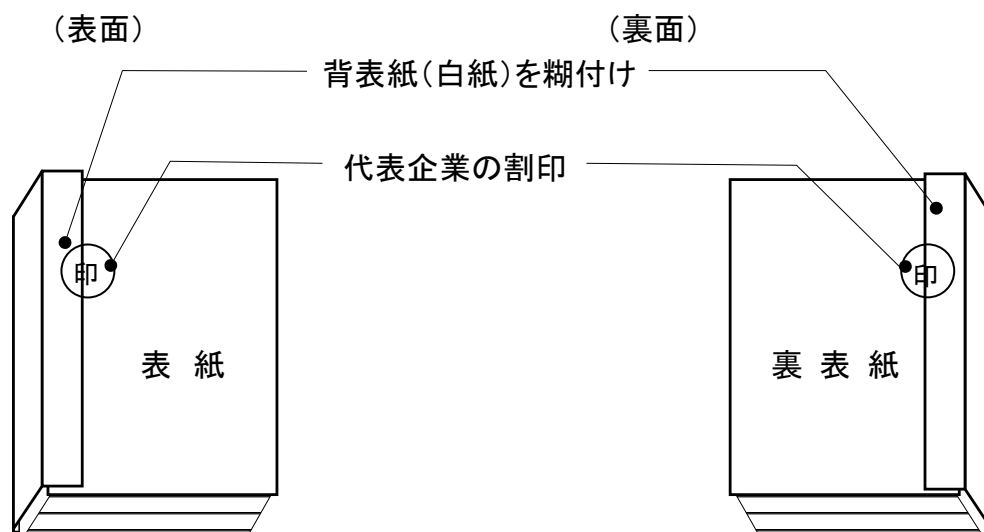 （表面）
（裏面）
背表紙（白紙）を糊付け
代表企業の割印
印
印
表 紙
裏 表 紙